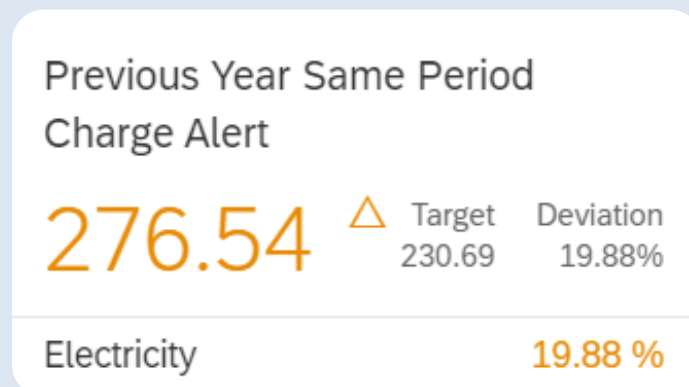 Previous Year Same Period
Charge Alert
276.54
Target Deviation
230.69 19.88%
Electricity 19.88 %